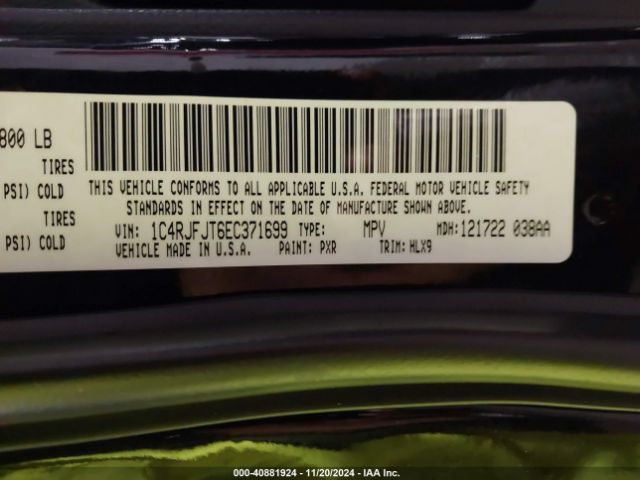 800 LB
TIRES
PSI) COLD
TIRES
PSI) COLD
THIS VEHICLE CONFORMS TO ALL APPLICABLE U.S.A. FEDERAL MOTOR VEHICLE SAFETY
STANDARDS IN EFFECT ON THE DATE OF MANUFACTURE SHOWN ABOVE.
VIN: 1C4RJFJT6EC371699 TYPE: MPV MDH: 121722 038AA
VEHICLE MADE IN U.S.A. PAINT: PXR TRIM: HLX9
000-40881924 - 11/20/2024 - IAA Inc.